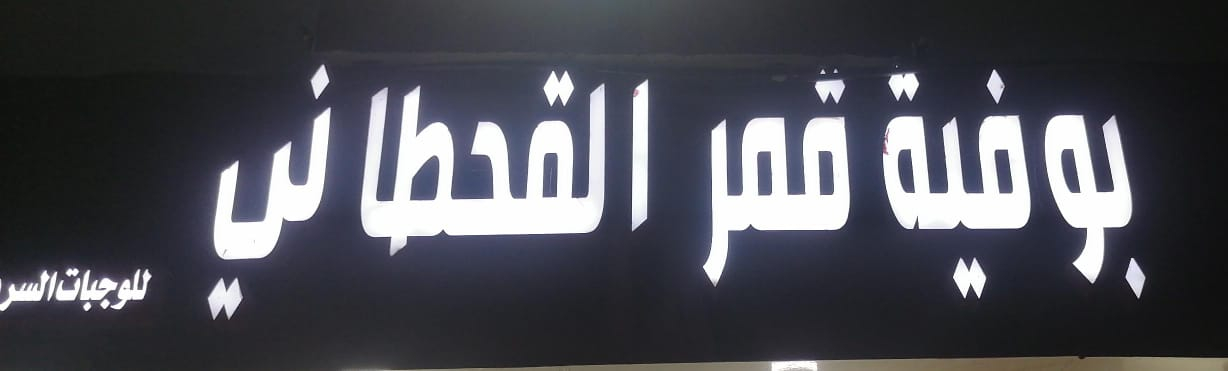 بوفية قمر القحطاني
للوجبات